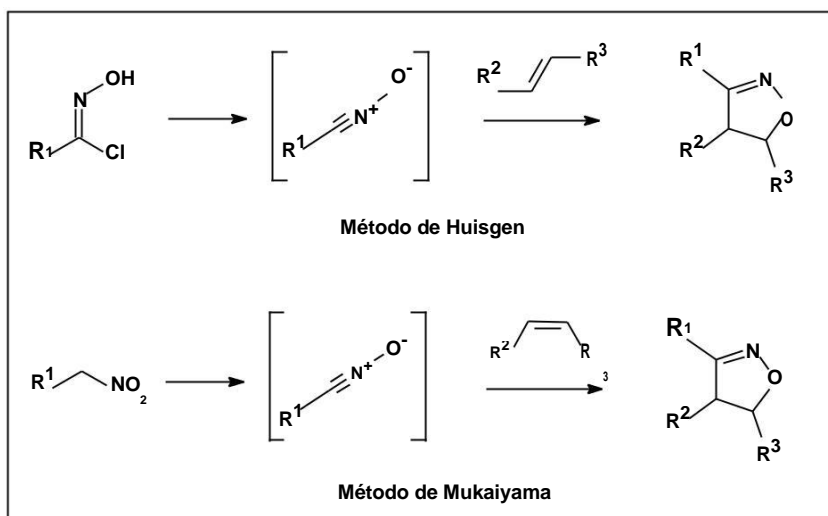 OH
N
R1
Cl
O-
N+
R1
R2
R3
R1
N
O
R2
R3
Método de Huisgen
R1
NO2
O-
N+
R1
R2
R
3
R1
N
O
R2
R3
Método de Mukaiyama